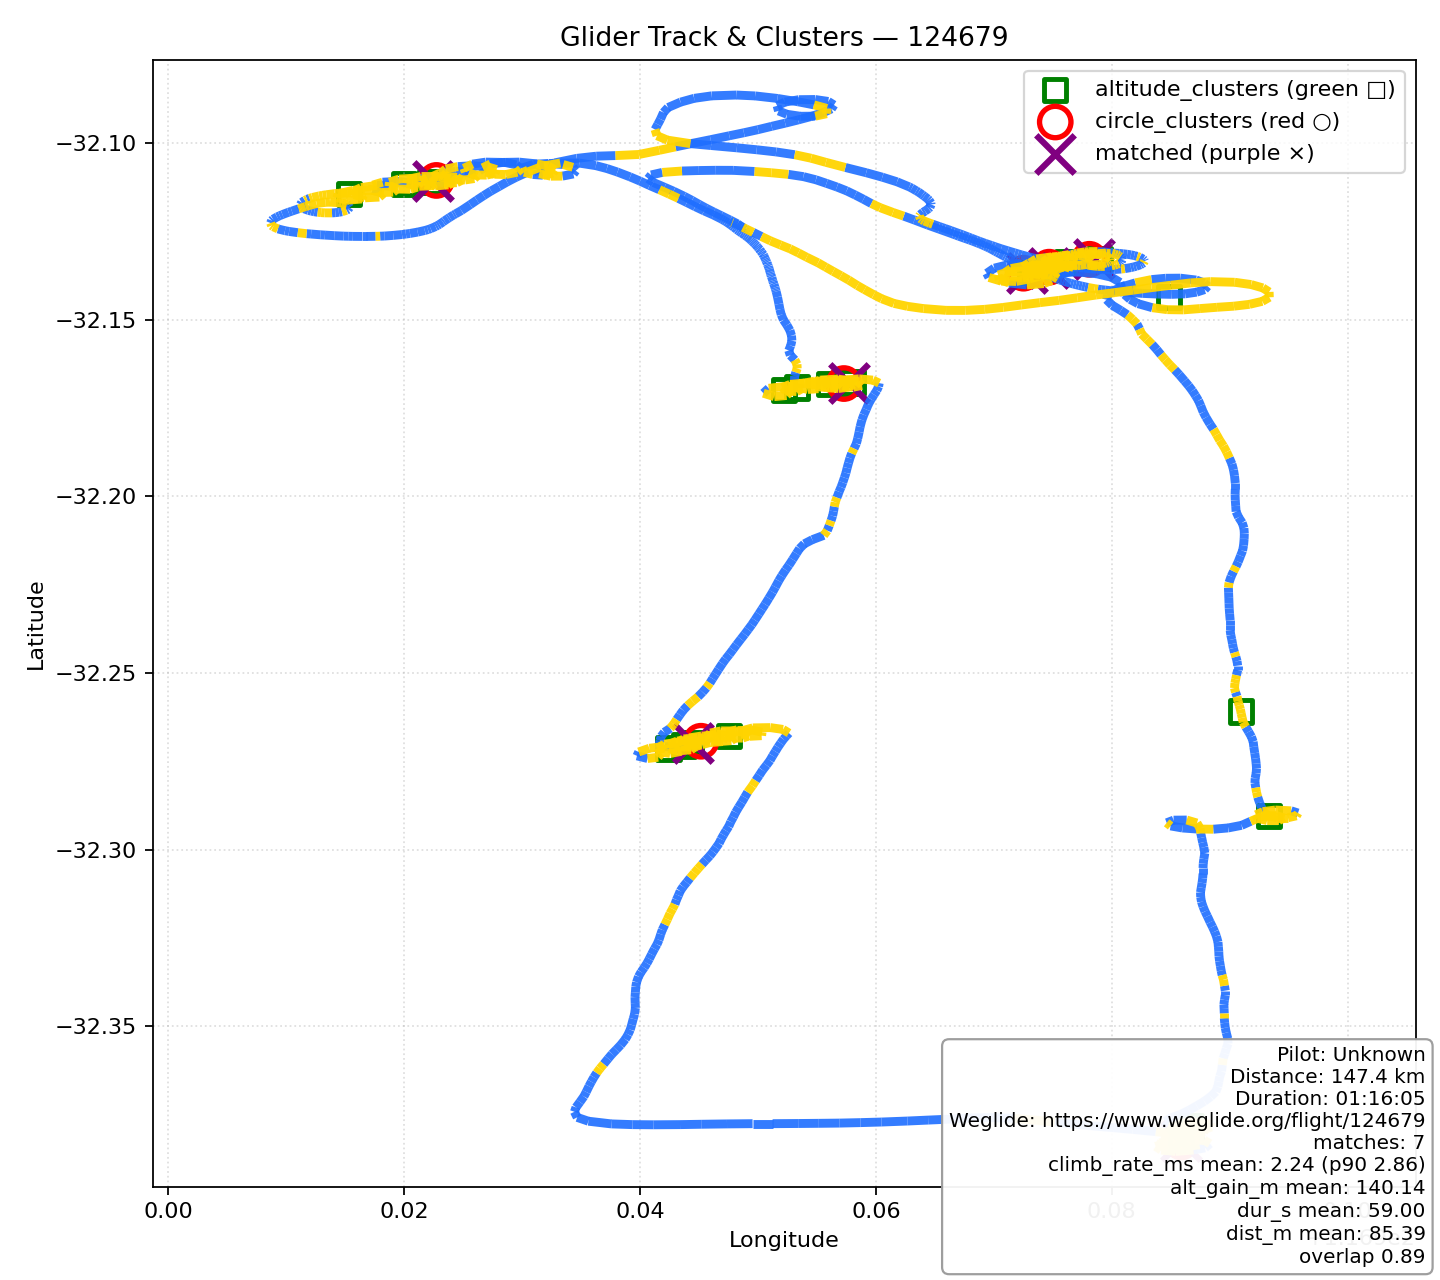 Glider Track & Clusters — 124679
altitude_clusters (green □)
circle_clusters (red ○)
matched (purple ×)
−32.10
−32.15
−32.20
−32.25
−32.30
−32.35
Latitude
0.00
0.02
0.04
0.06
0.08
Longitude
Pilot: Unknown
Distance: 147.4 km
Duration: 01:16:05
Weglide: https://www.weglide.org/flight/124679
matches: 7
climb_rate_ms mean: 2.24 (p90 2.86)
alt_gain_m mean: 140.14
dur_s mean: 59.00
dist_m mean: 85.39
overlap 0.89